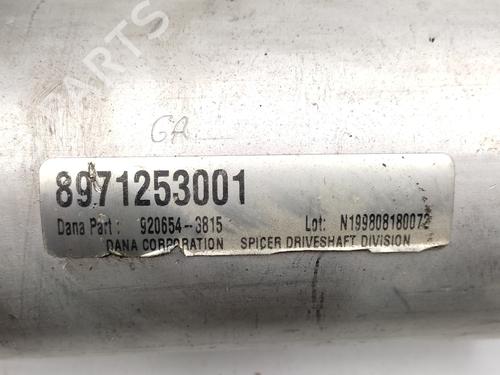 GA
8971253001
Dana Part : 920654-3815 Lot: N199808180072
DANA CORPORATION SPICER DRIVESHAFT DIVISION